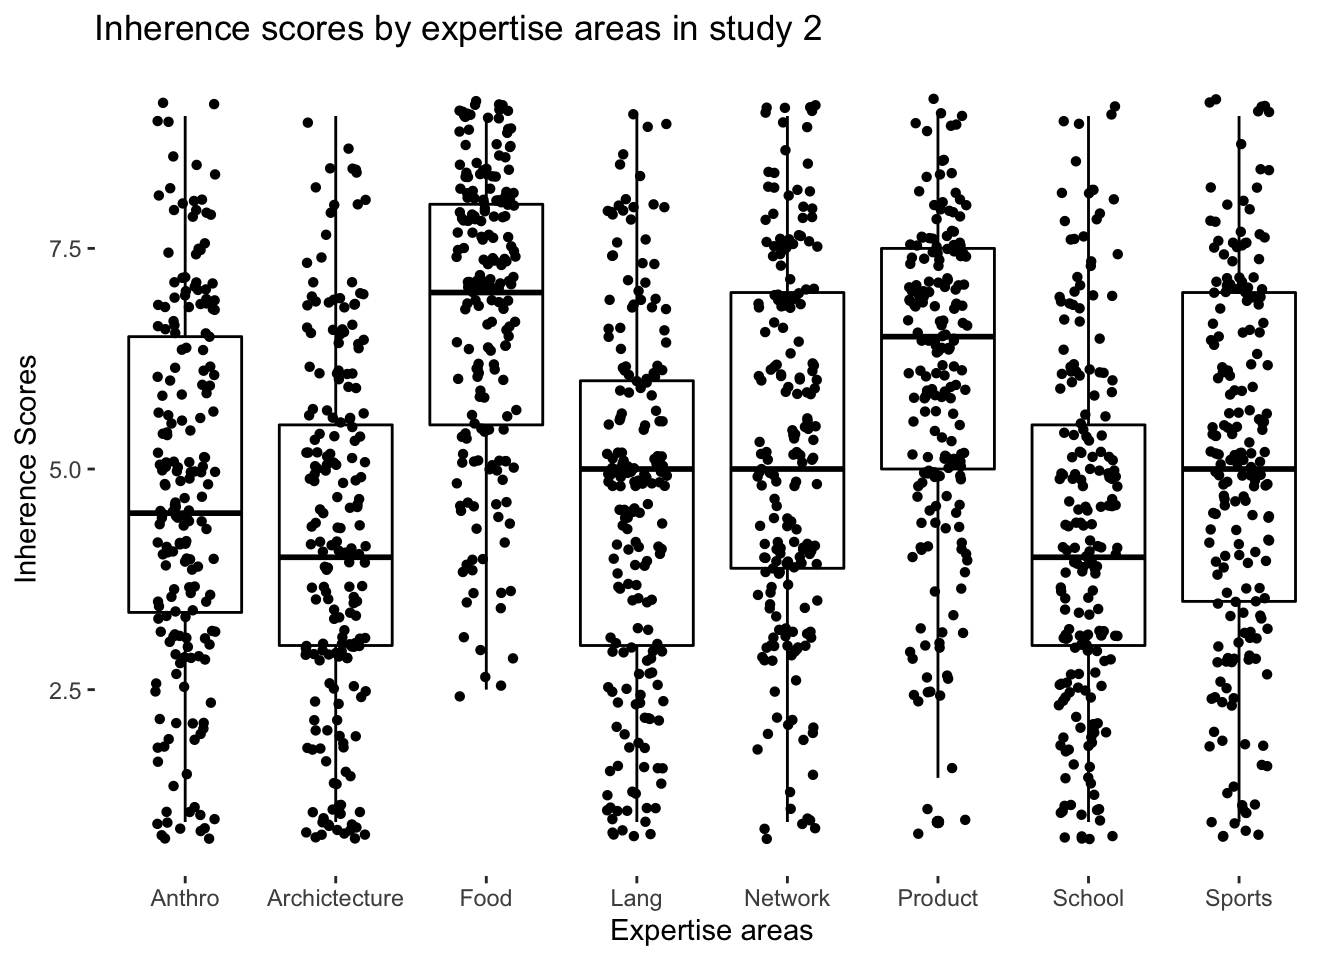 Inherence scores by expertise areas in study 2
Inherence Scores
7.5
5.0
2.5
Anthro Archictecture Food Lang Network Product School Sports
Expertise areas